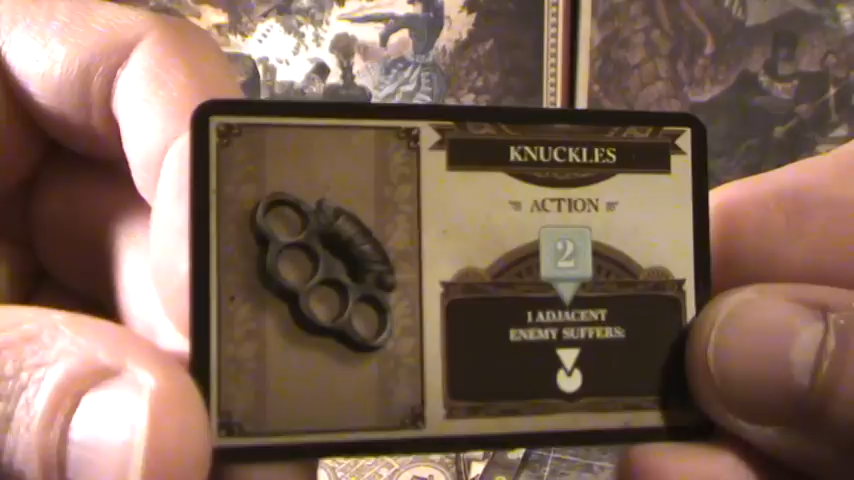 KNUCKLES
ACTION
2
1 ADJACENT
ENEMY SUFFERS: